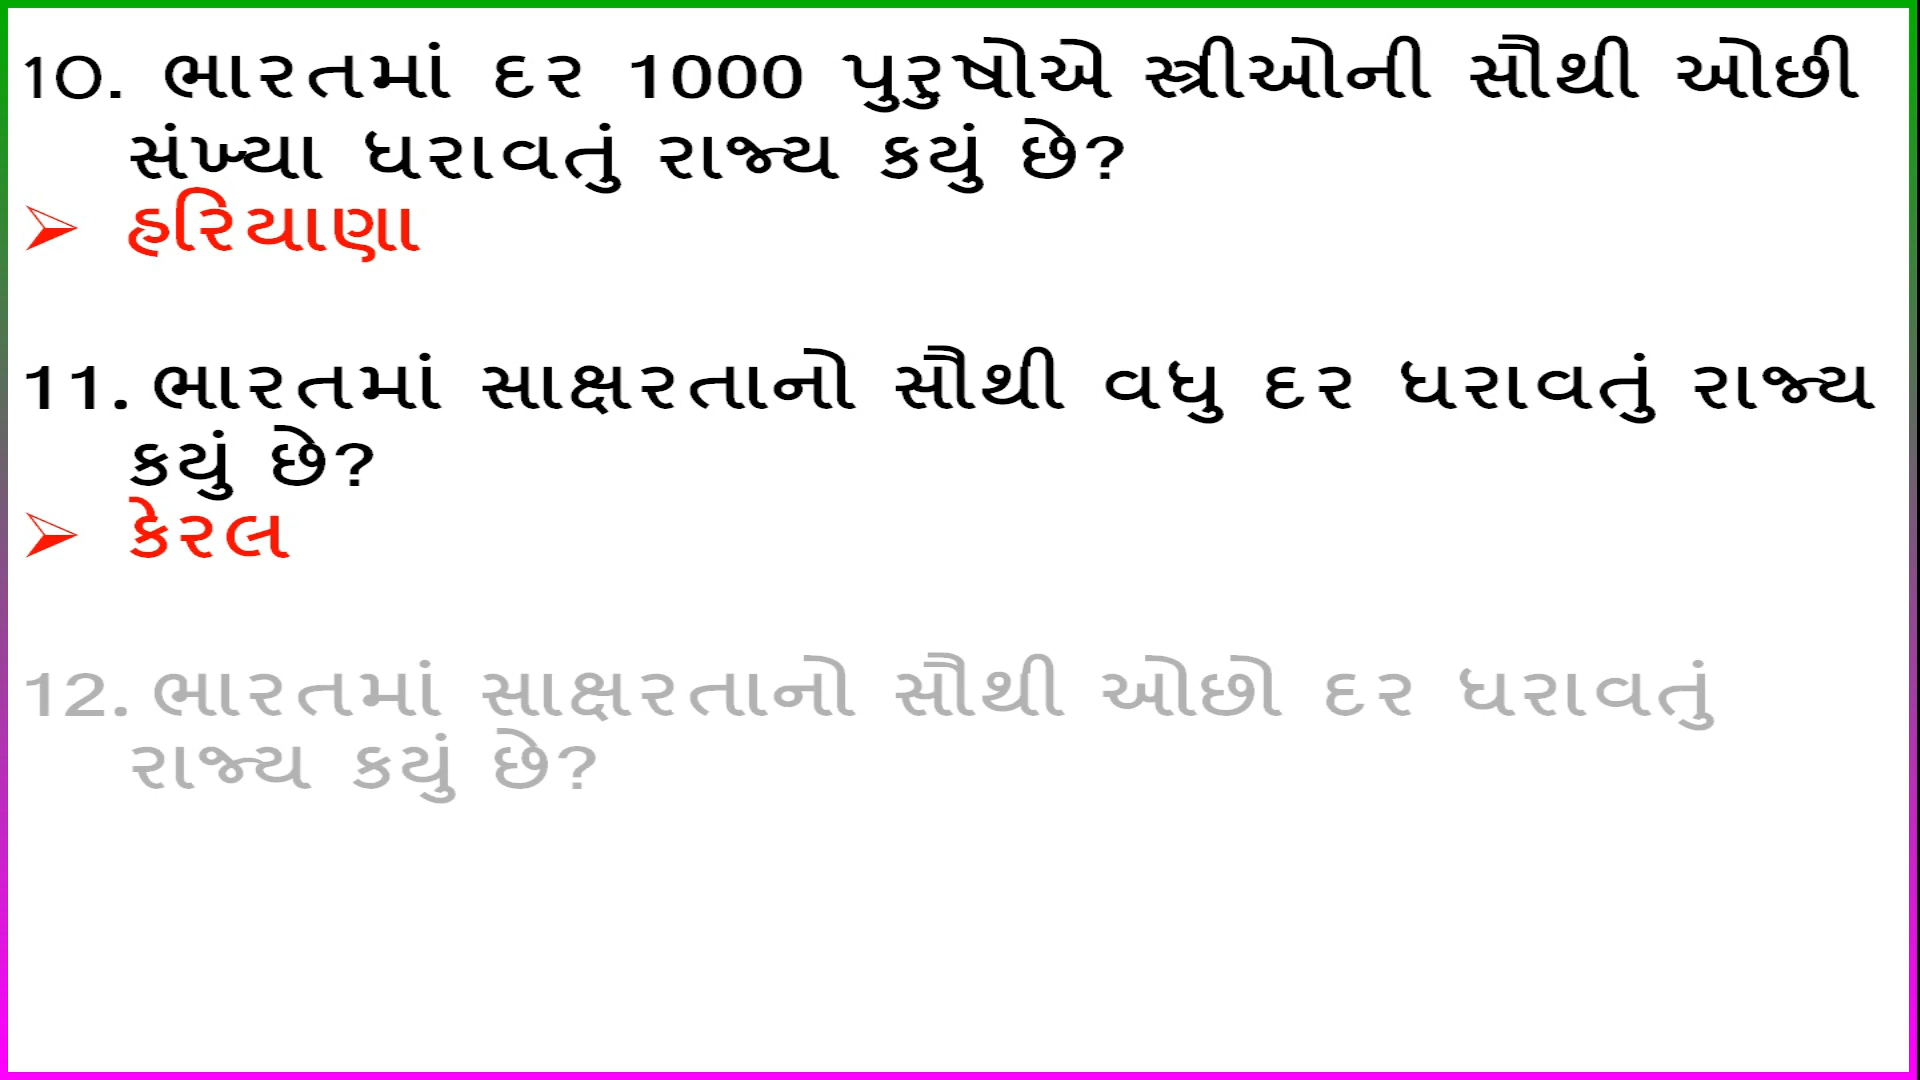 10. ભારતમાં દર 1000 પુરુષોએ સ્ત્રીઓની સૌથી ઓછી
સંખ્યા ધરાવતું રાજ્ય કયું છે?
➢ હરિયાણા
11. ભારતમાં સાક્ષરતાનો સૌથી વધુ દર ધરાવતું રાજ્ય
કયું છે?
➢ કેરલ
12. ભારતમાં સાક્ષરતાનો સૌથી ઓછો દર ધરાવતું
રાજ્ય કયું છે?